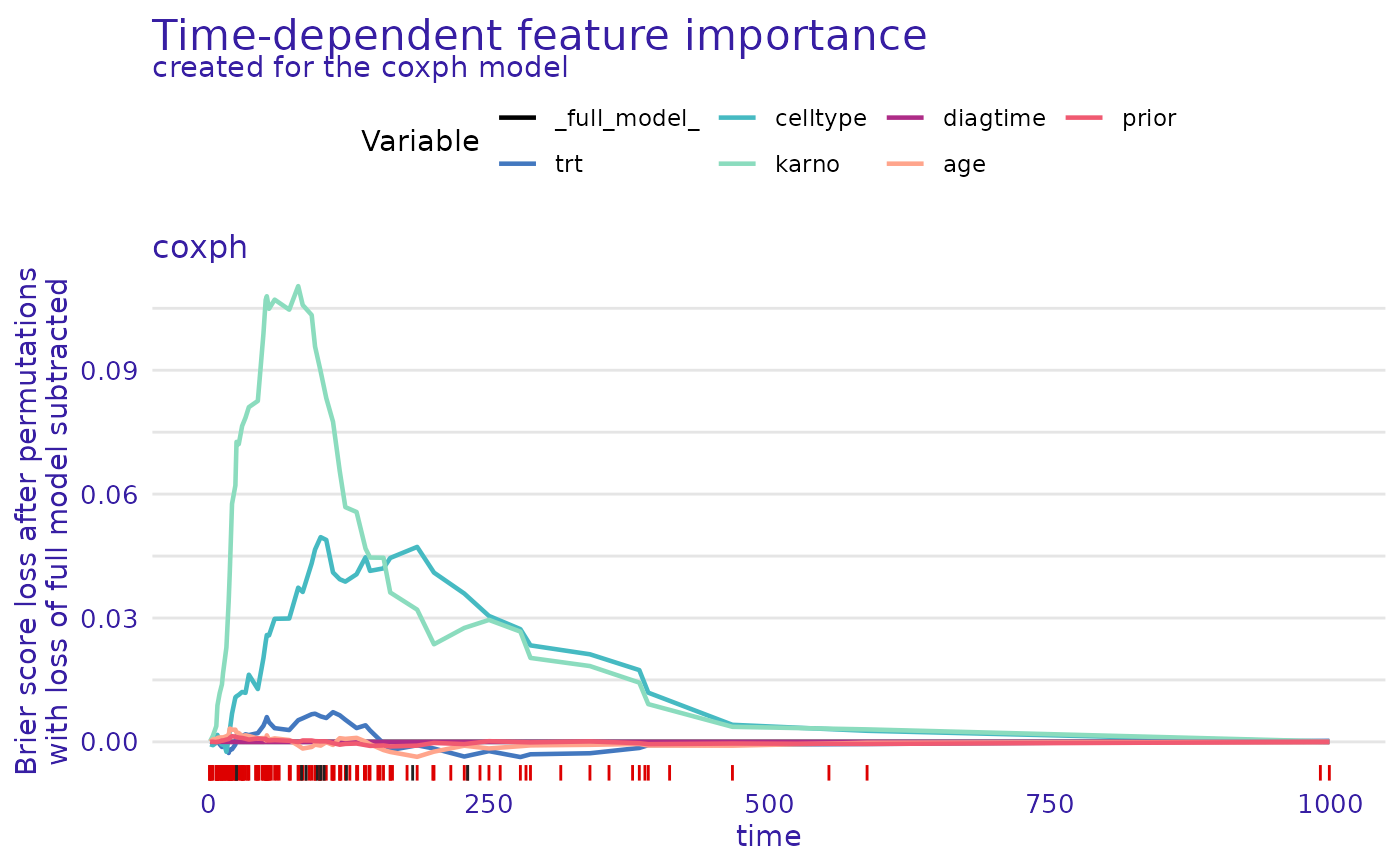 Time-dependent feature importance
created for the coxph model
Variable
_full_model_ celltype diagtime prior
trt karno age
coxph
Brier score loss after permutations
with loss of full model subtracted
0.09
0.06
0.03
0.00
0 250 500 750 1000
time